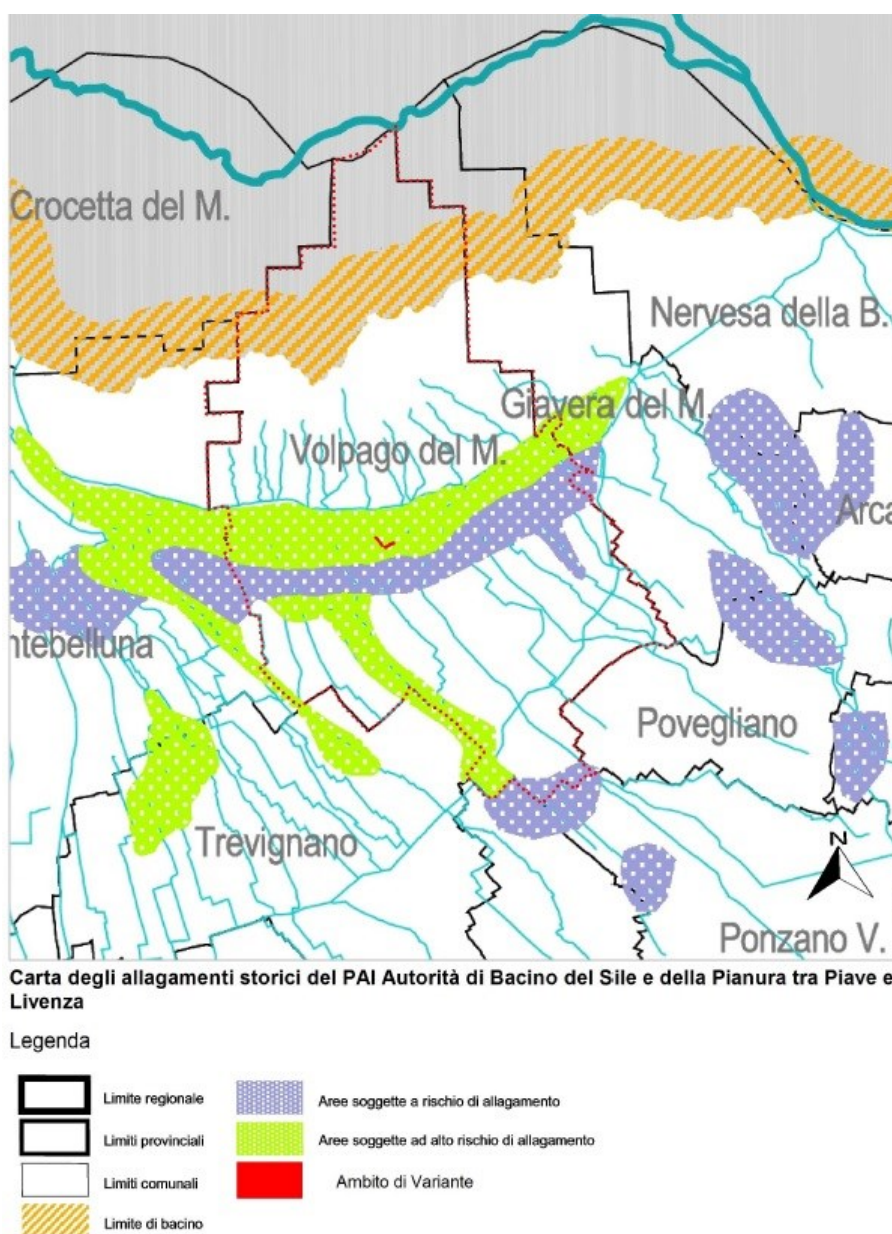 Crocetta del M.
Nervesa della B.
Giavera del M.
Volpago del M.
Arca
ntebelluna
Povegliano
Trevignano
N
Ponzano V.
Carta degli allagamenti storici del PAI Autorità di Bacino del Sile e della Pianura tra Piave e
Livenza
Legenda
Limite regionale
Aree soggette a rischio di allagamento
Limiti provinciali
Aree soggette ad alto rischio di allagamento
Limiti comunali
Ambito di Variante
Limite di bacino